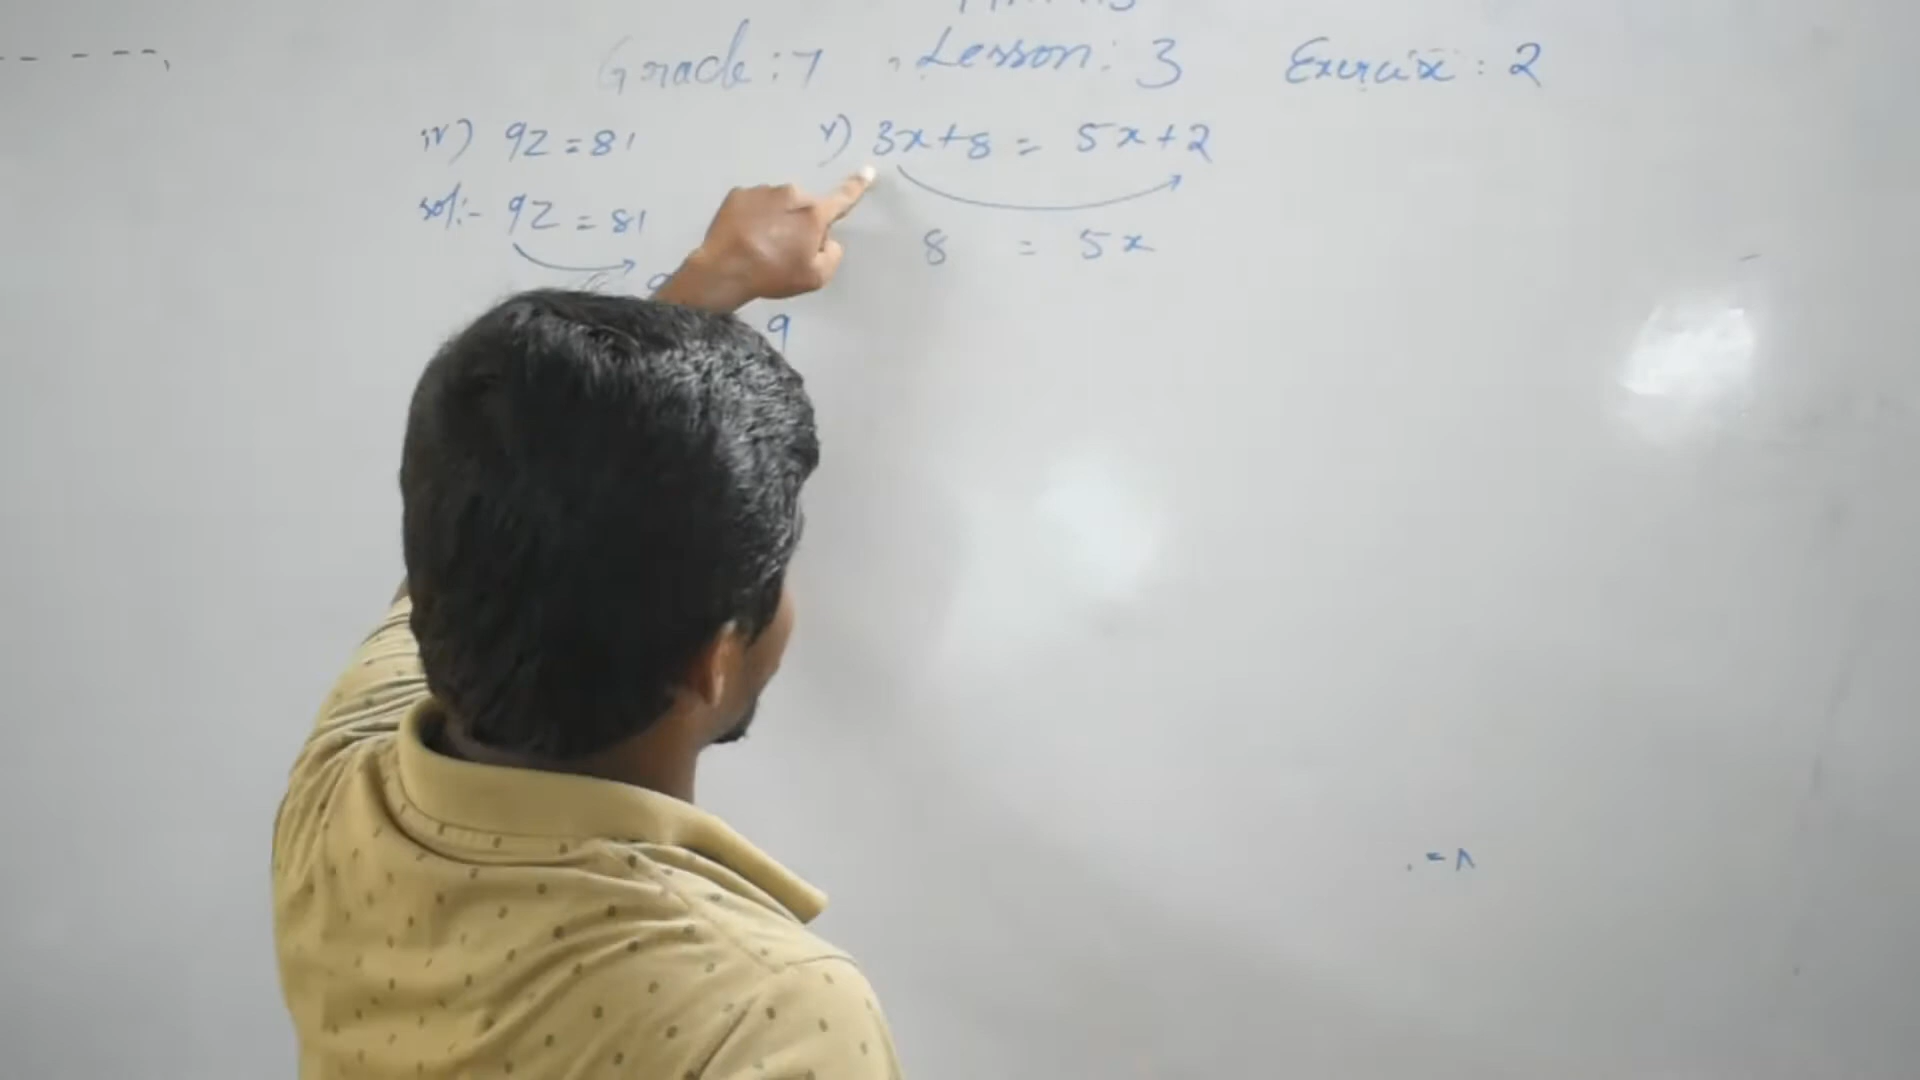 Grade : 7 , Lesson : 3 Exercise : 2
iv) 9z = 81
sol:- 9z = 81
9
v) 3x+8 = 5x+2
8 = 5x